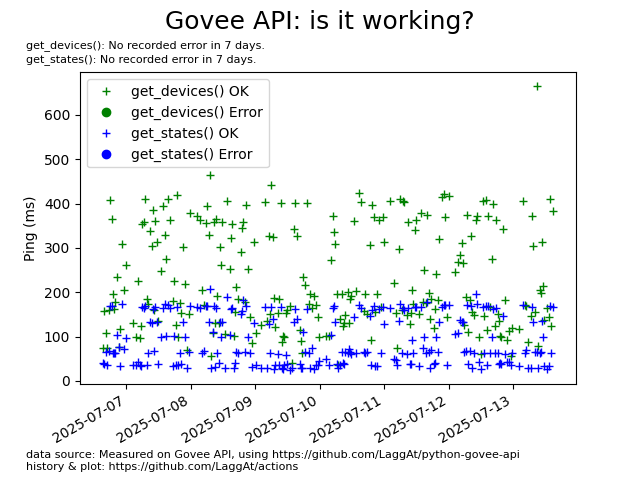 Govee API: is it working?
get_devices(): No recorded error in 7 days.
get_states(): No recorded error in 7 days.
get_devices() OK
get_devices() Error
get_states() OK
get_states() Error
Ping (ms)
600
500
400
300
200
100
0
2025-07-07
2025-07-08
2025-07-09
2025-07-10
2025-07-11
2025-07-12
2025-07-13
data source: Measured on Govee API, using https://github.com/LaggAt/python-govee-api
history & plot: https://github.com/LaggAt/actions